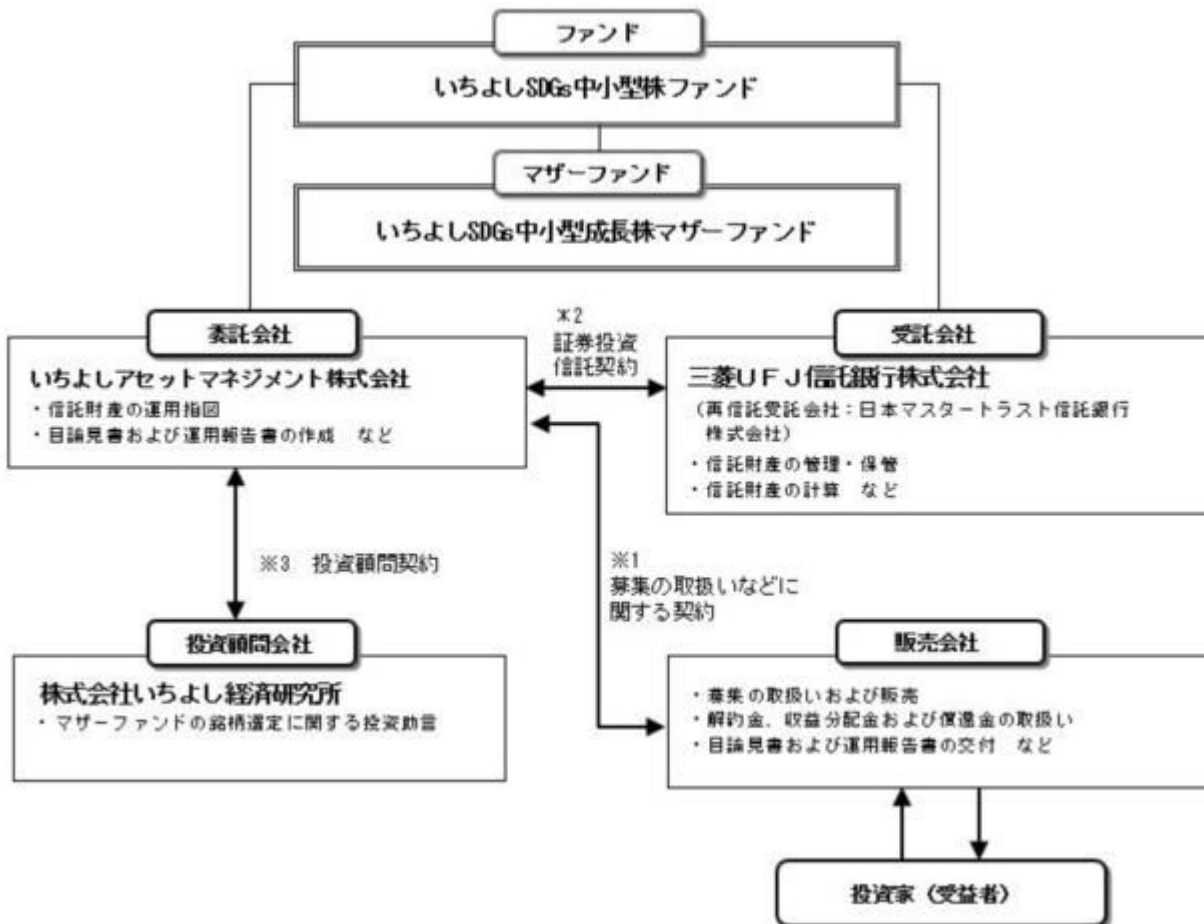 ファンド
いちよしSDGs中小型株ファンド
マザーファンド
いちよしSDGs中小型成長株マザーファンド
委託会社
いちよしアセットマネジメント株式会社
・信託財産の運用指図
・目論見書および運用報告書の作成　など
※2
証券投資
信託契約
受託会社
三菱ＵＦＪ信託銀行株式会社
（再信託受託会社：日本マスタートラスト信託銀行
株式会社）
・信託財産の管理・保管
・信託財産の計算　など
※3　投資顧問契約
※1
募集の取扱いなどに
関する契約
投資顧問会社
株式会社いちよし経済研究所
・マザーファンドの銘柄選定に関する投資助言
販売会社
・募集の取扱いおよび販売
・解約金、収益分配金および償還金の取扱い
・目論見書および運用報告書の交付　など
投資家（受益者）